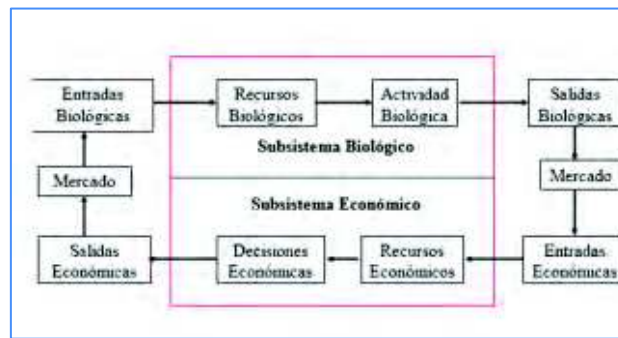 Entradas
Biológicas
Recursos
Biológicos
Actividad
Biológica
Salidas
Biológicas
Subsistema Biológico
Mercado
Mercado
Subsistema Económico
Salidas
Económicas
Decisiones
Económicas
Recursos
Económicos
Entradas
Económicas